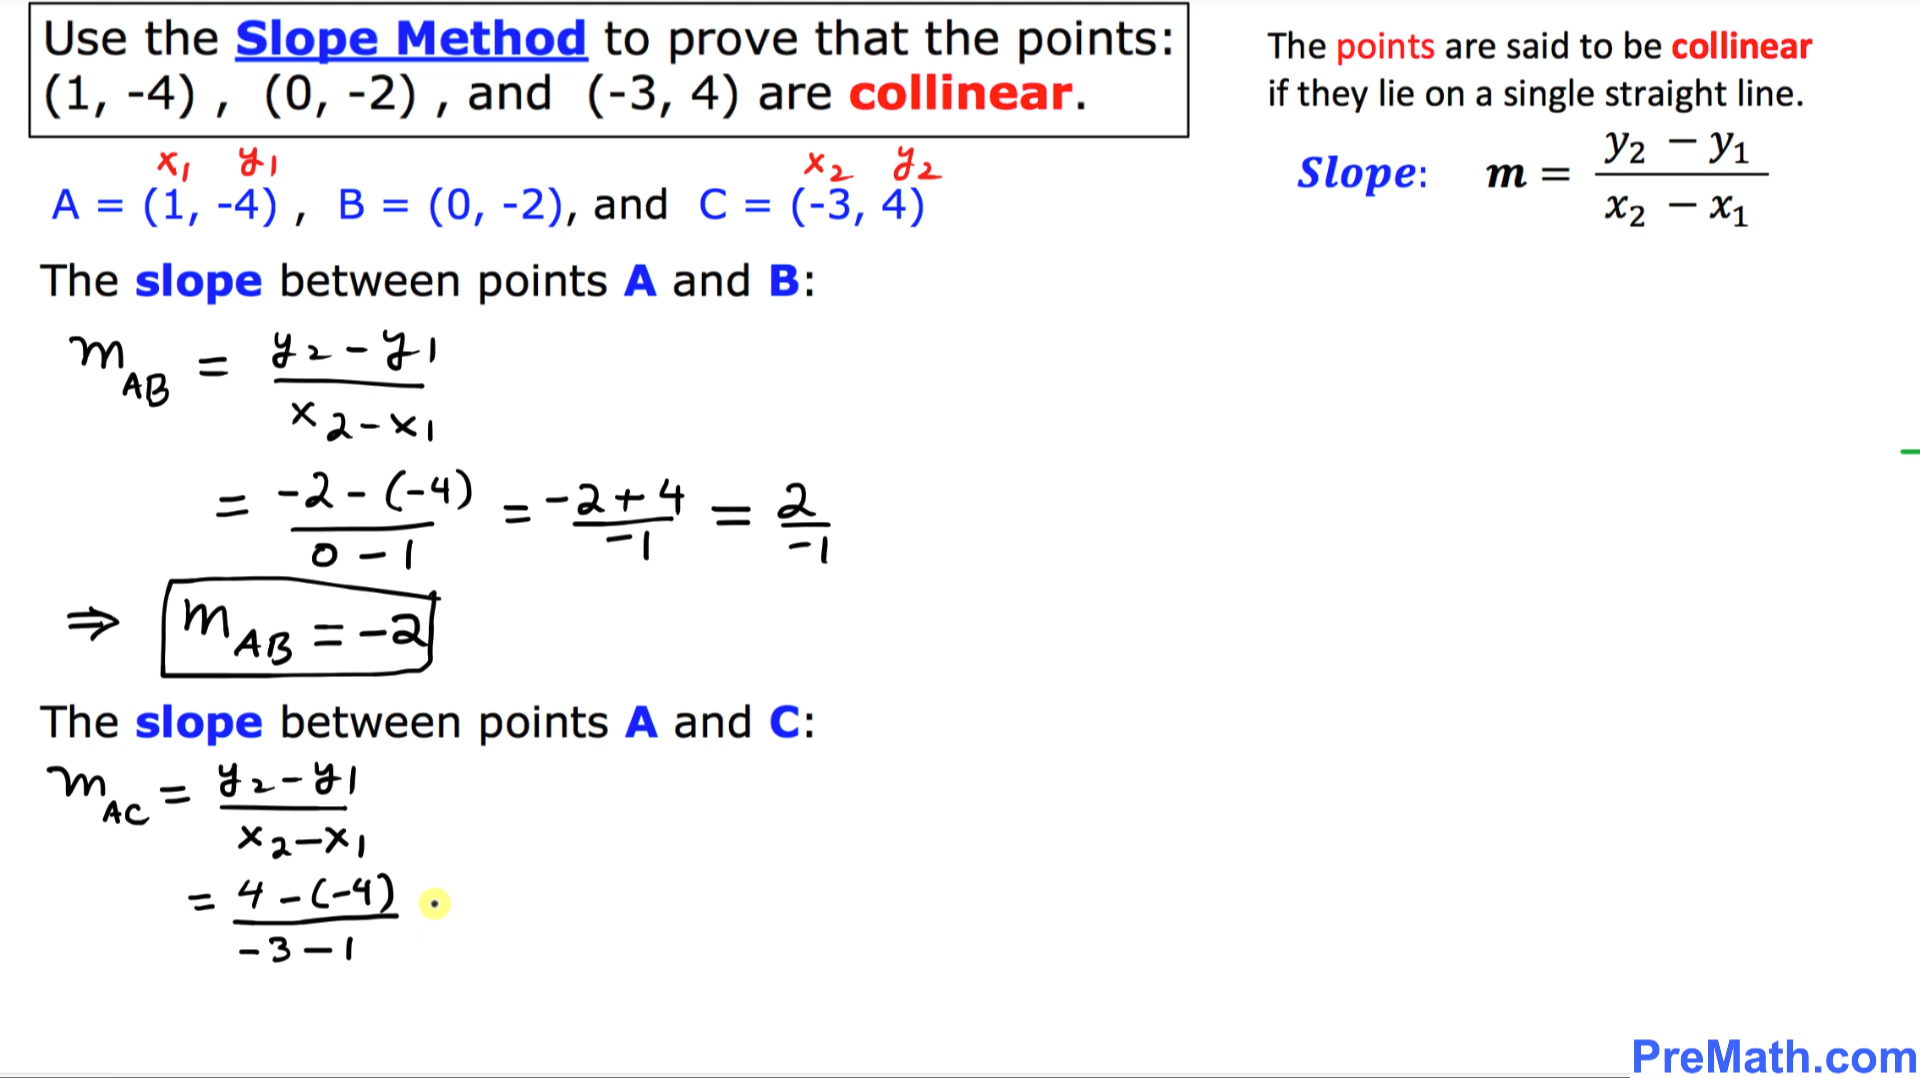 Use the Slope Method to prove that the points:
(1, -4) , (0, -2) , and (-3, 4) are collinear.
The points are said to be collinear
if they lie on a single straight line.
Slope: m = (y₂ − y₁)/(x₂ − x₁)
x₁ y₁ x₂ y₂
A = (1, -4) , B = (0, -2), and C = (-3, 4)
The slope between points A and B:
m_AB = (y₂ - y₁)/(x₂ - x₁)
= (-2 - (-4))/(0 - 1) = (-2 + 4)/(-1) = 2/(-1)
⇒ m_AB = -2
The slope between points A and C:
m_AC = (y₂ - y₁)/(x₂ - x₁)
= (4 - (-4))/(-3 - 1)
PreMath.com